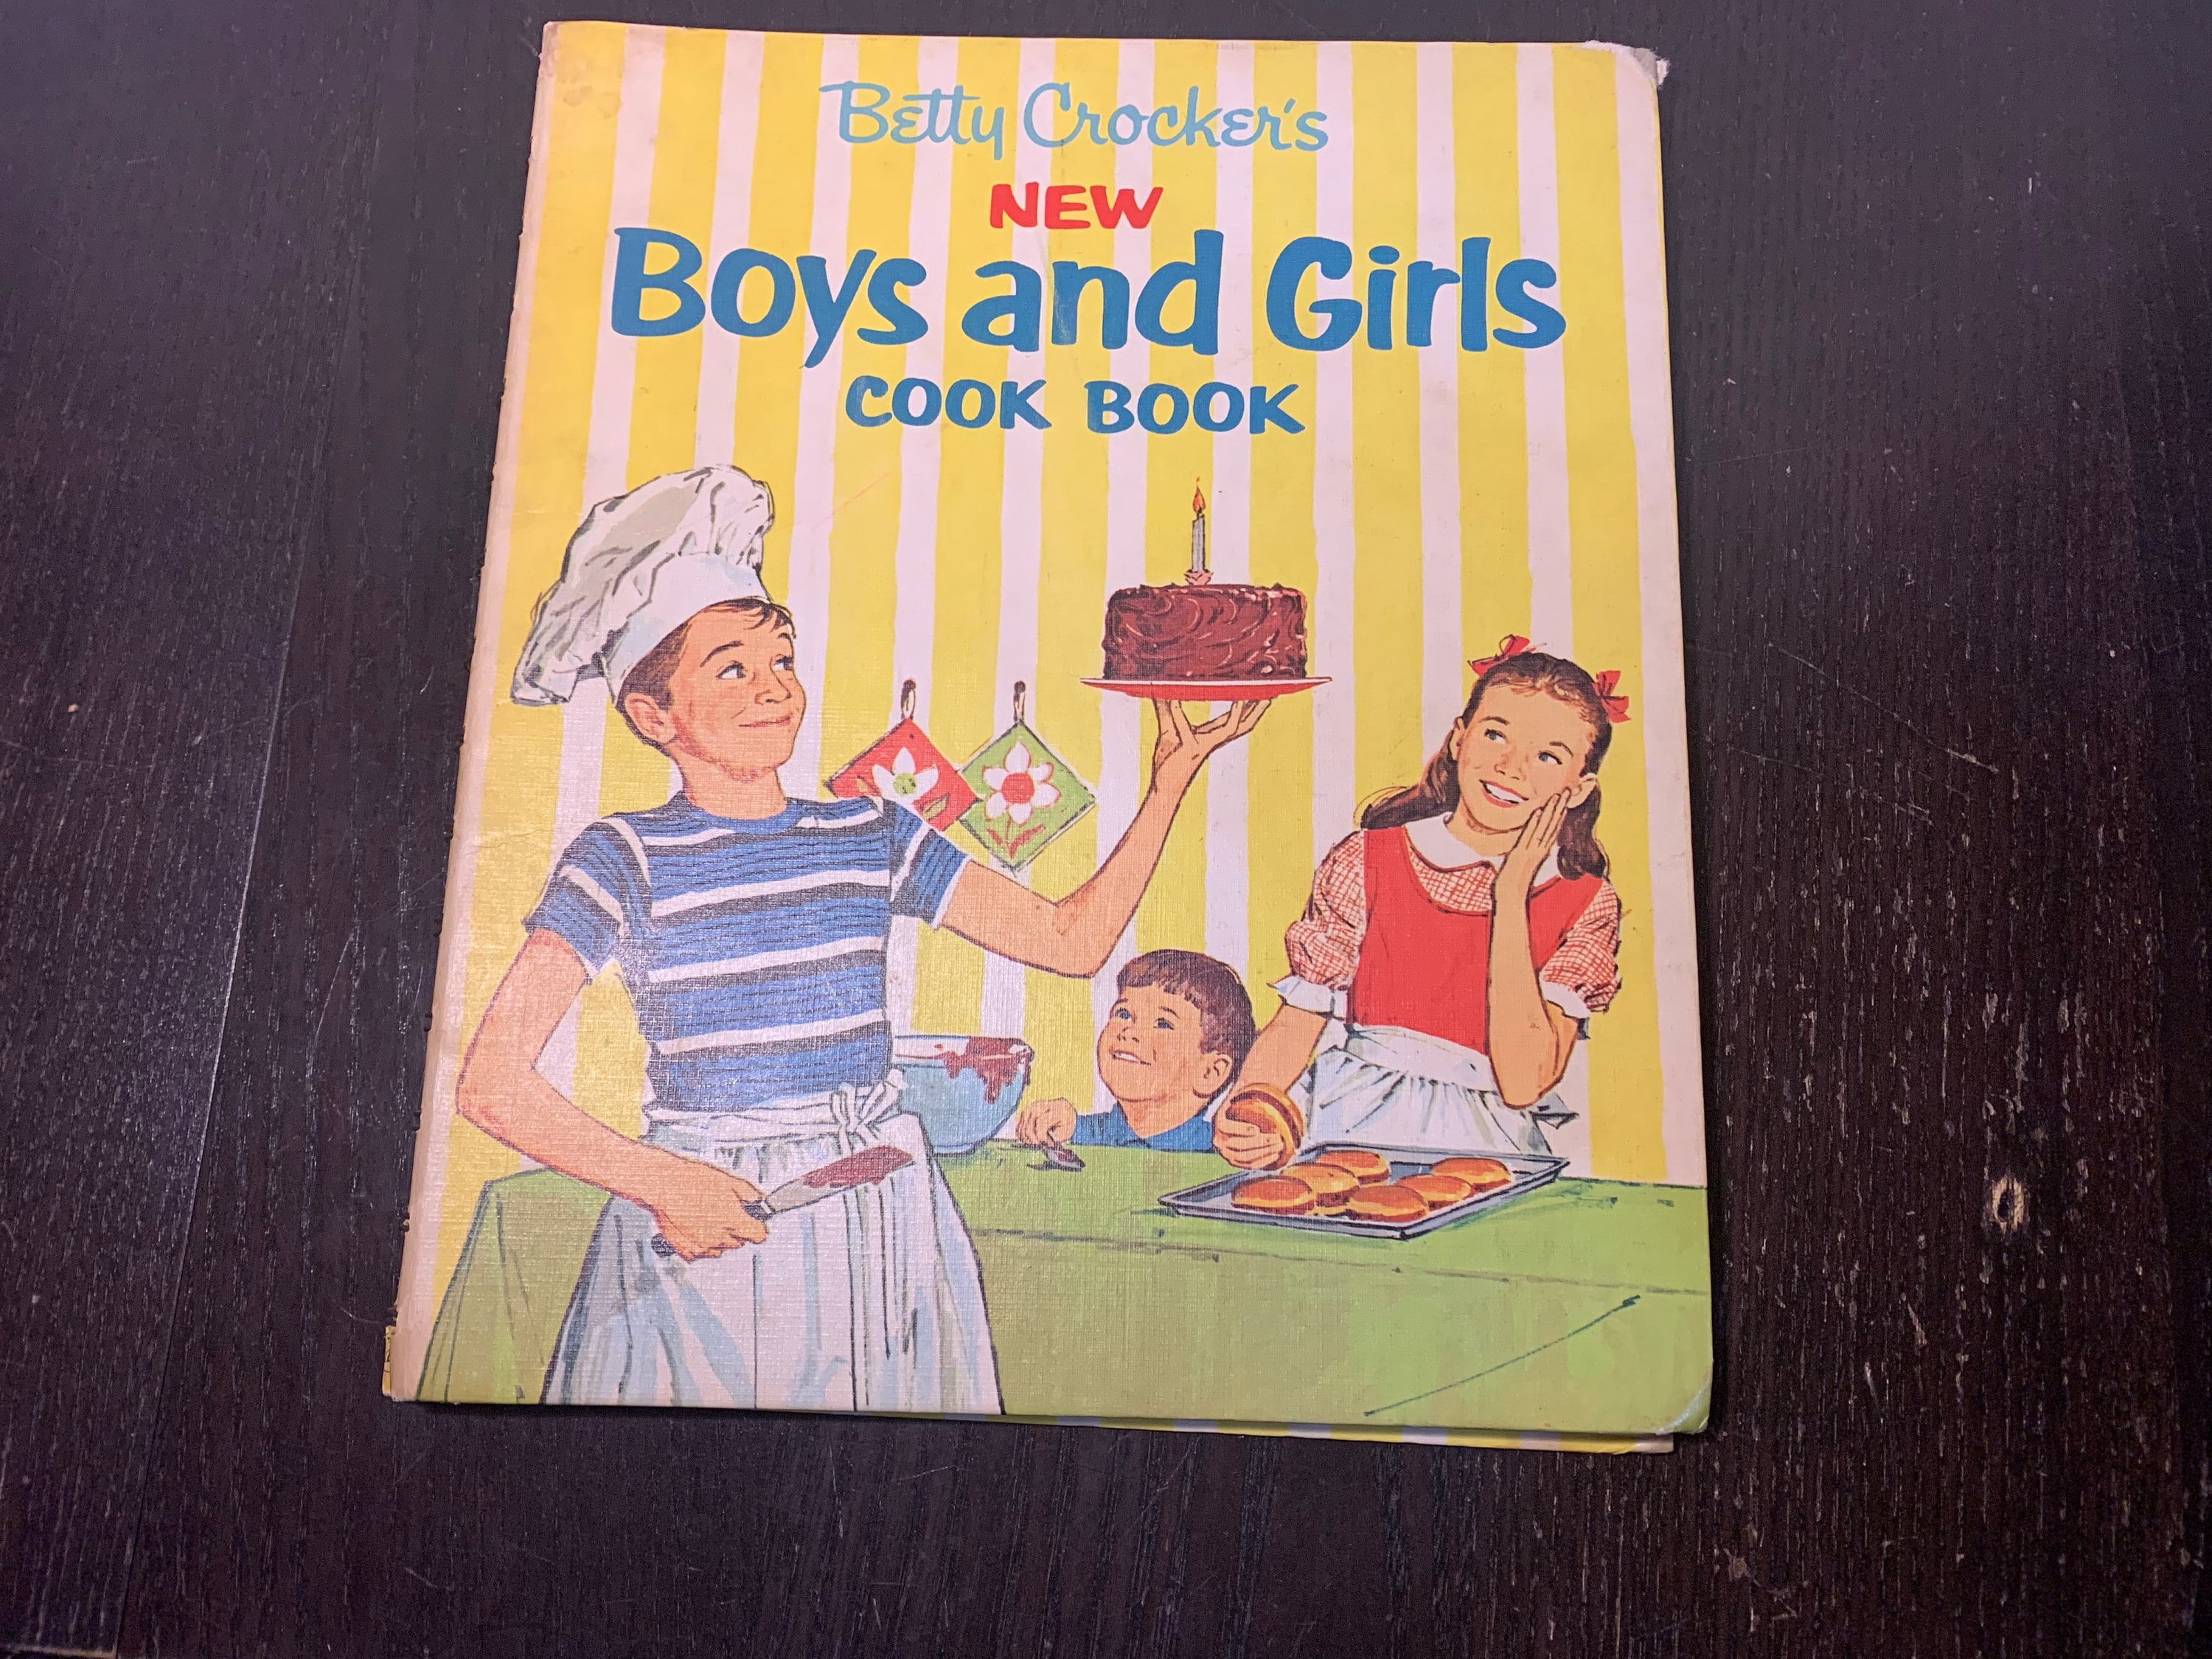 Betty Crocker's
NEW
Boys and Girls
COOK BOOK